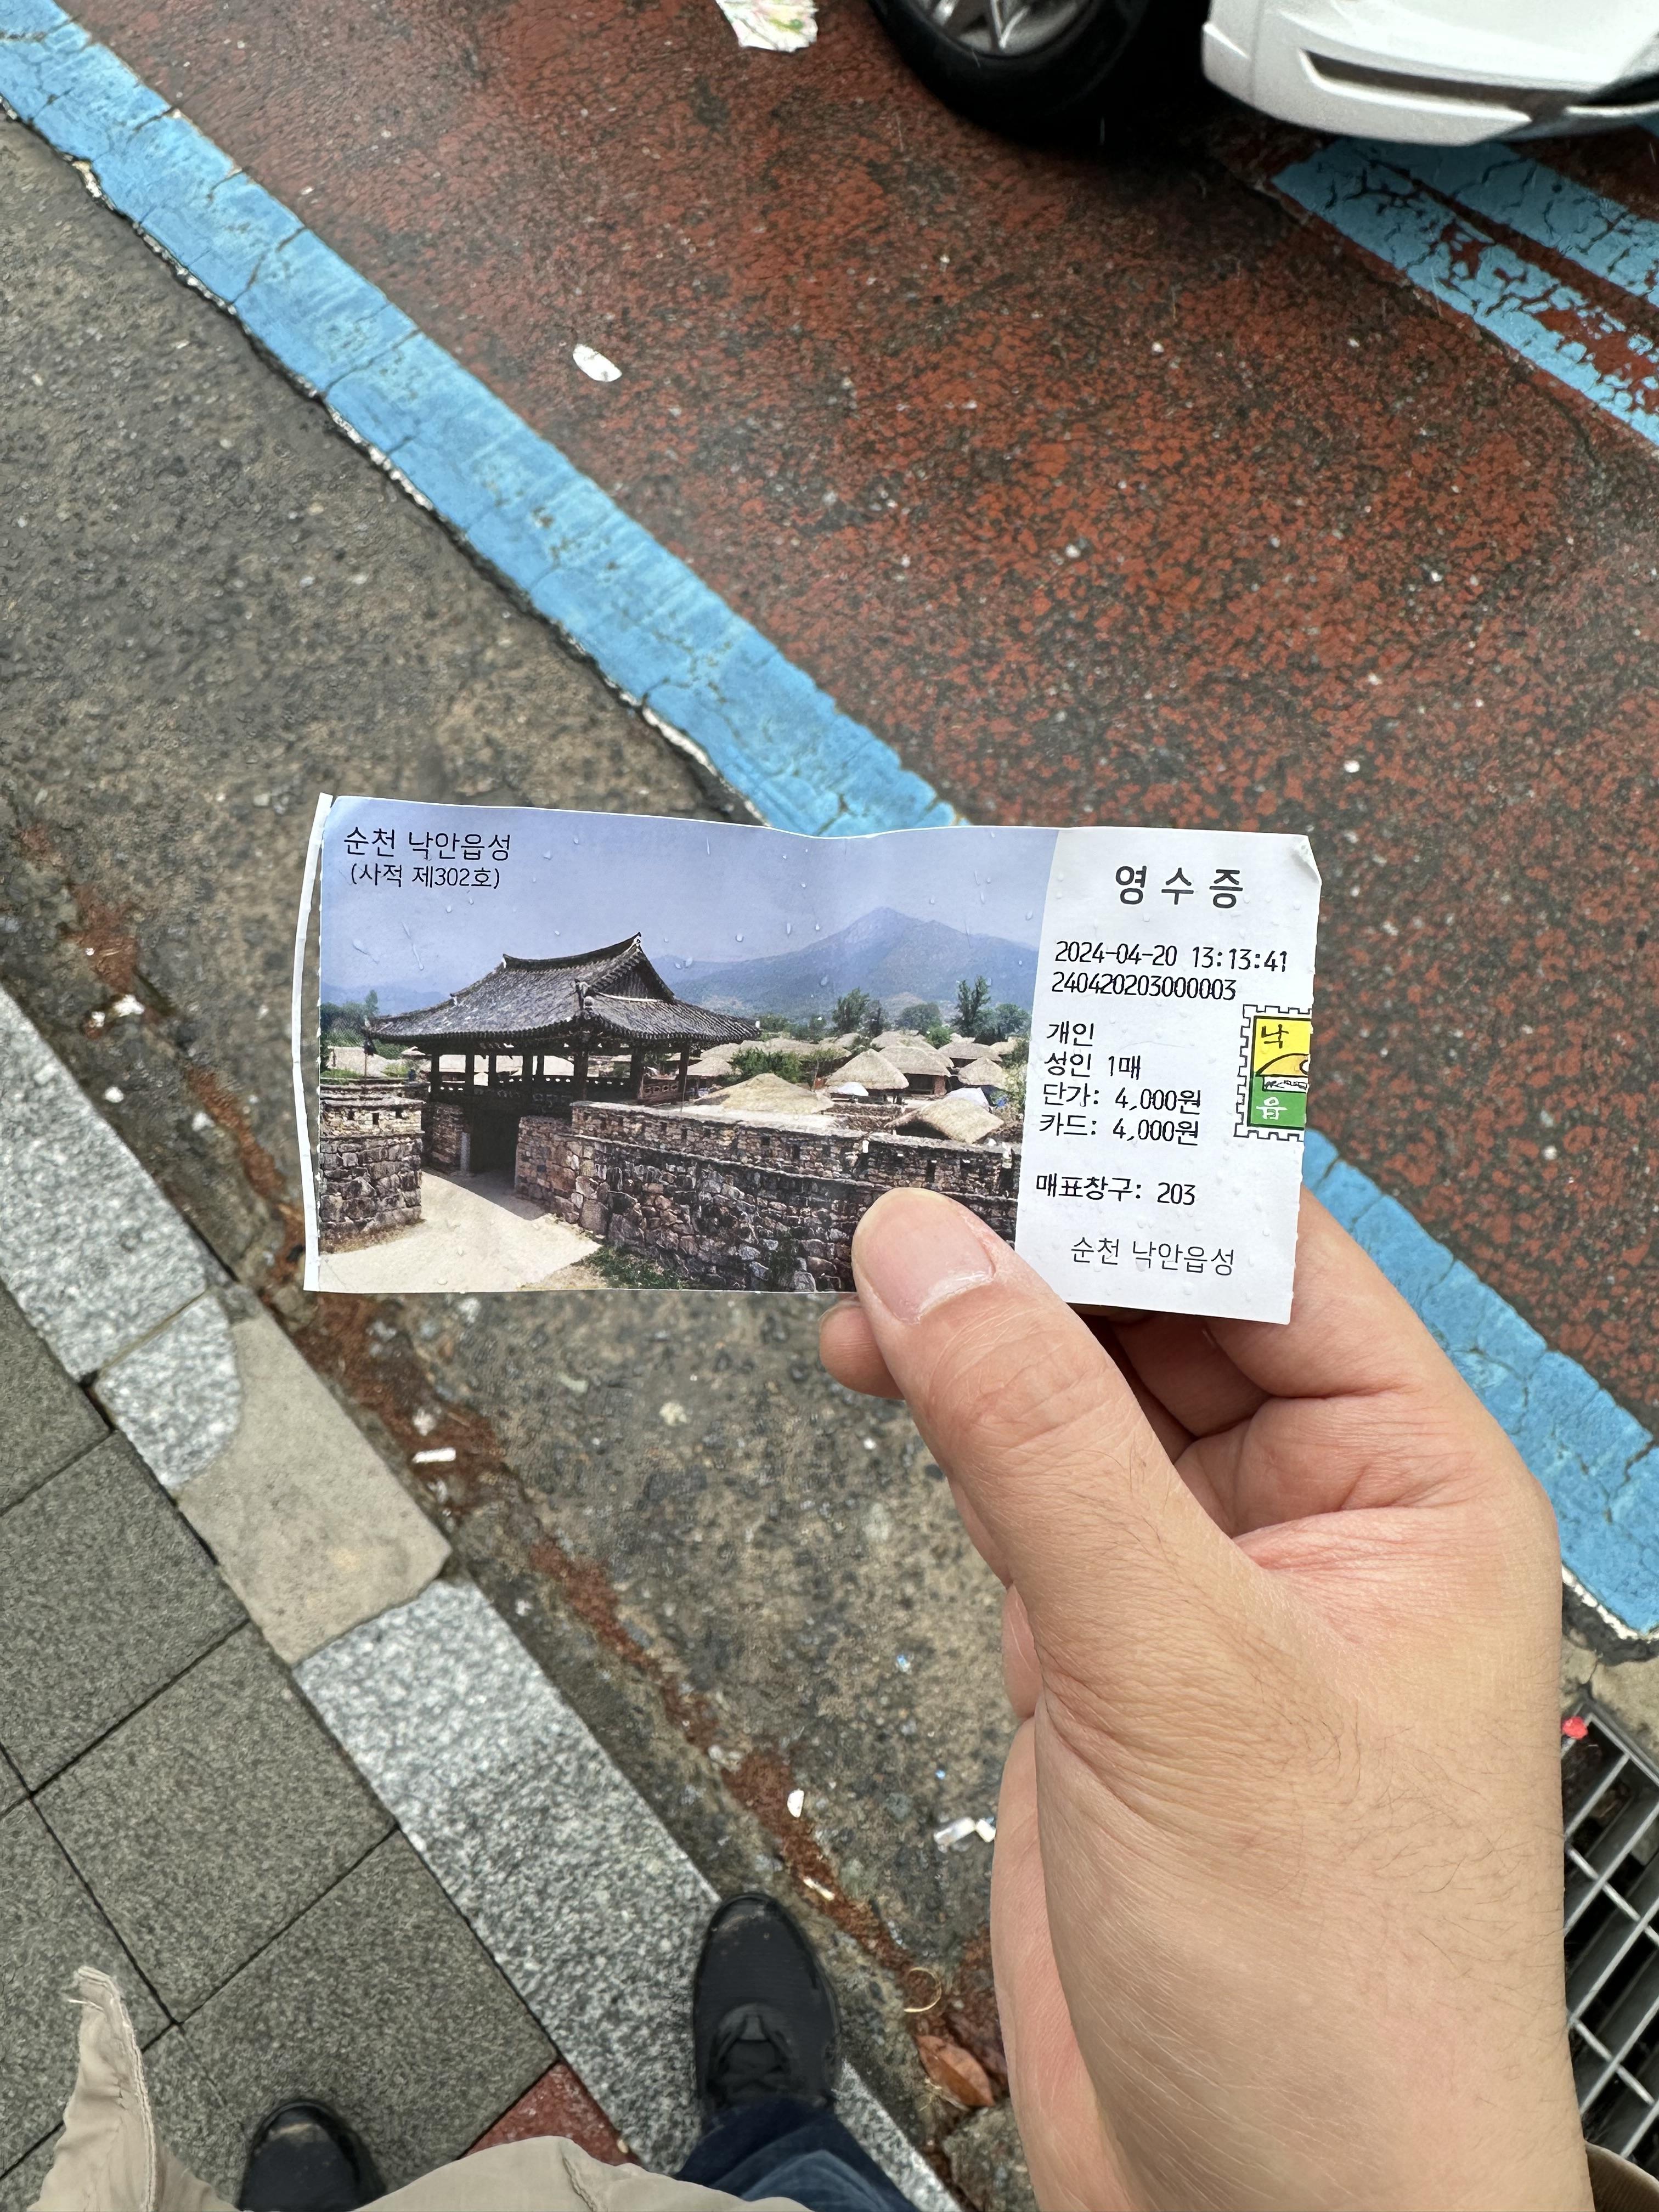 순천 낙안읍성
(사적 제302호)
영수증
2024-04-20 13:13:41
240420203000003
개인
성인 1매
단가: 4,000원
카드: 4,000원
매표창구: 203
순천 낙안읍성
낙
읍